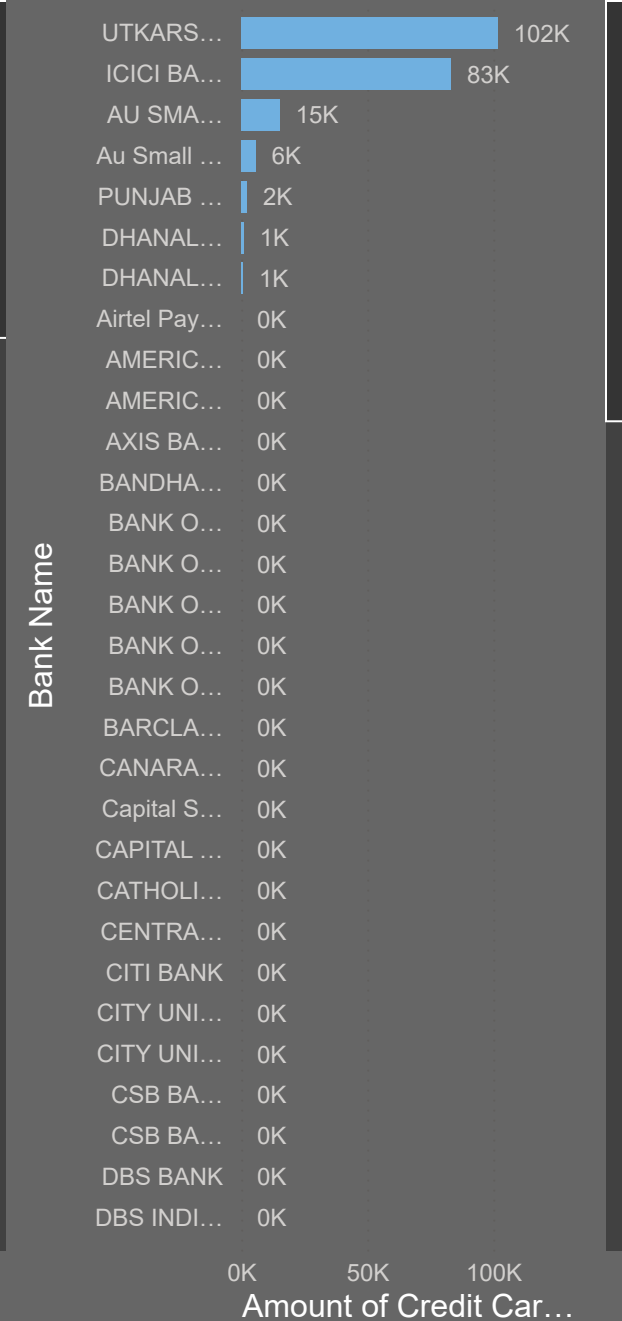 UTKARS… 102K
ICICI BA… 83K
AU SMA… 15K
Au Small … 6K
PUNJAB … 2K
DHANAL… 1K
DHANAL… 1K
Airtel Pay… 0K
AMERIC… 0K
AMERIC… 0K
AXIS BA… 0K
BANDHA… 0K
BANK O… 0K
BANK O… 0K
BANK O… 0K
BANK O… 0K
BANK O… 0K
BARCLA… 0K
CANARA… 0K
Capital S… 0K
CAPITAL … 0K
CATHOLI… 0K
CENTRA… 0K
CITI BANK 0K
CITY UNI… 0K
CITY UNI… 0K
CSB BA… 0K
CSB BA… 0K
DBS BANK 0K
DBS INDI… 0K
Bank Name
0K 50K 100K
Amount of Credit Car…